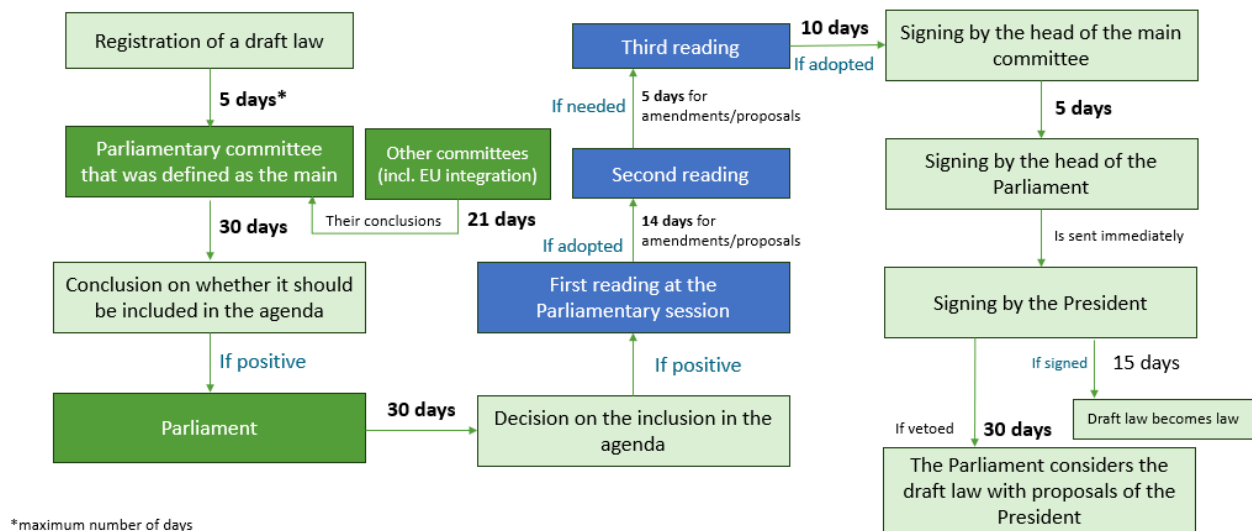 Registration of a draft law
5 days*
Parliamentary committee
that was defined as the main
Other committees
(incl. EU integration)
Their conclusions
21 days
30 days
Conclusion on whether it should
be included in the agenda
If positive
Parliament
30 days
Decision on the inclusion in the
agenda
If positive
First reading at the
Parliamentary session
If adopted
14 days for
amendments/proposals
Second reading
If needed
5 days for
amendments/proposals
Third reading
10 days
If adopted
Signing by the head of the main
committee
5 days
Signing by the head of the
Parliament
Is sent immediately
Signing by the President
If signed
15 days
Draft law becomes law
If vetoed
30 days
The Parliament considers the
draft law with proposals of the
President
*maximum number of days